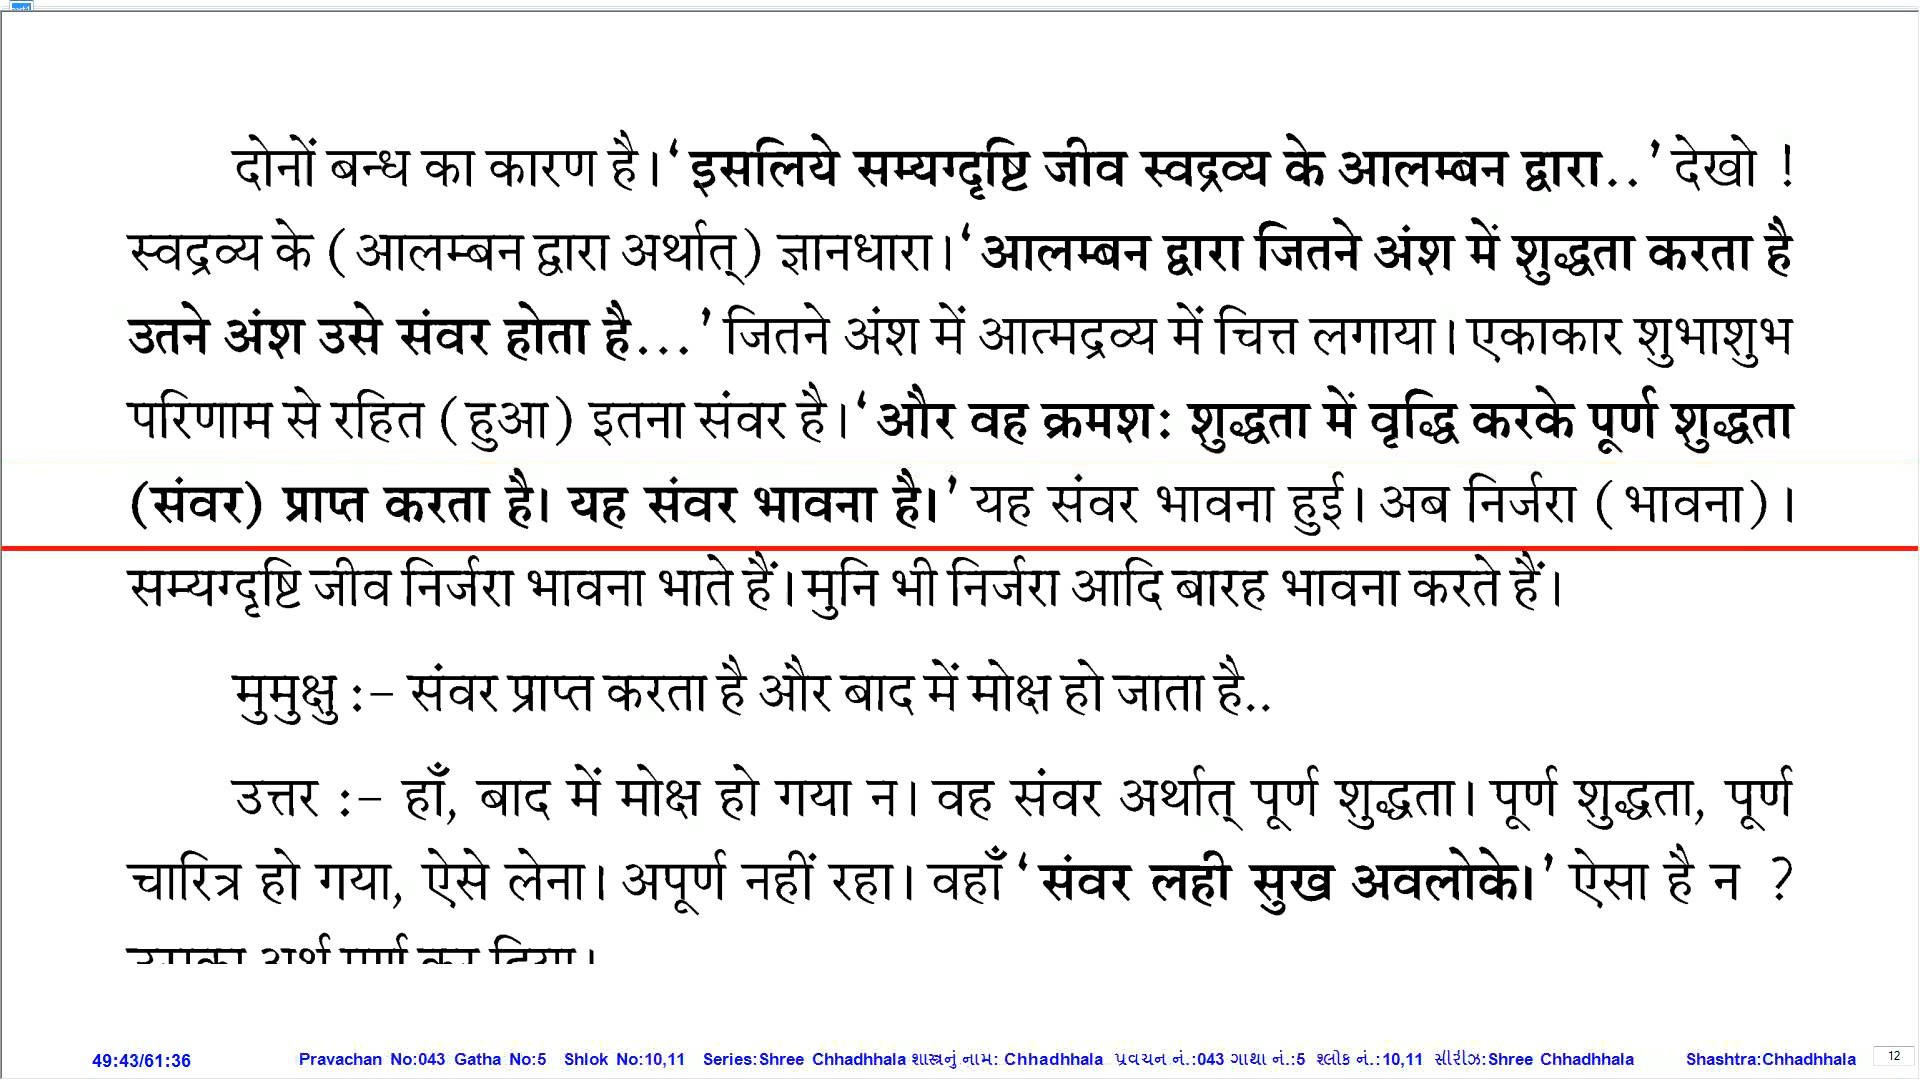 दोनों बन्ध का कारण है। ‘इसलिये सम्यग्दृष्टि जीव स्वद्रव्य के आलम्बन द्वारा..’ देखो !
स्वद्रव्य के (आलम्बन द्वारा अर्थात्) ज्ञानधारा। ‘आलम्बन द्वारा जितने अंश में शुद्धता करता है
उतने अंश उसे संवर होता है...’ जितने अंश में आत्मद्रव्य में चित्त लगाया। एकाकार शुभाशुभ
परिणाम से रहित (हुआ) इतना संवर है। ‘और वह क्रमशः शुद्धता में वृद्धि करके पूर्ण शुद्धता
(संवर) प्राप्त करता है। यह संवर भावना है।’ यह संवर भावना हुई। अब निर्जरा (भावना)।
सम्यग्दृष्टि जीव निर्जरा भावना भाते हैं। मुनि भी निर्जरा आदि बारह भावना करते हैं।
मुमुक्षु :– संवर प्राप्त करता है और बाद में मोक्ष हो जाता है..
उत्तर :– हाँ, बाद में मोक्ष हो गया न। वह संवर अर्थात् पूर्ण शुद्धता। पूर्ण शुद्धता, पूर्ण
चारित्र हो गया, ऐसे लेना। अपूर्ण नहीं रहा। वहाँ ‘संवर लही सुख अवलोके।’ ऐसा है न ?
उसका अर्थ पूर्ण कर दिया।
49:43/61:36 Pravachan No:043 Gatha No:5 Shlok No:10,11 Series:Shree Chhadhhala શાસ્ત્રનું નામ: Chhadhhala પ્રવચન નં.:043 ગાથા નં.:5 શ્લોક નં.:10,11 સીરીઝ:Shree Chhadhhala Shashtra:Chhadhhala 12